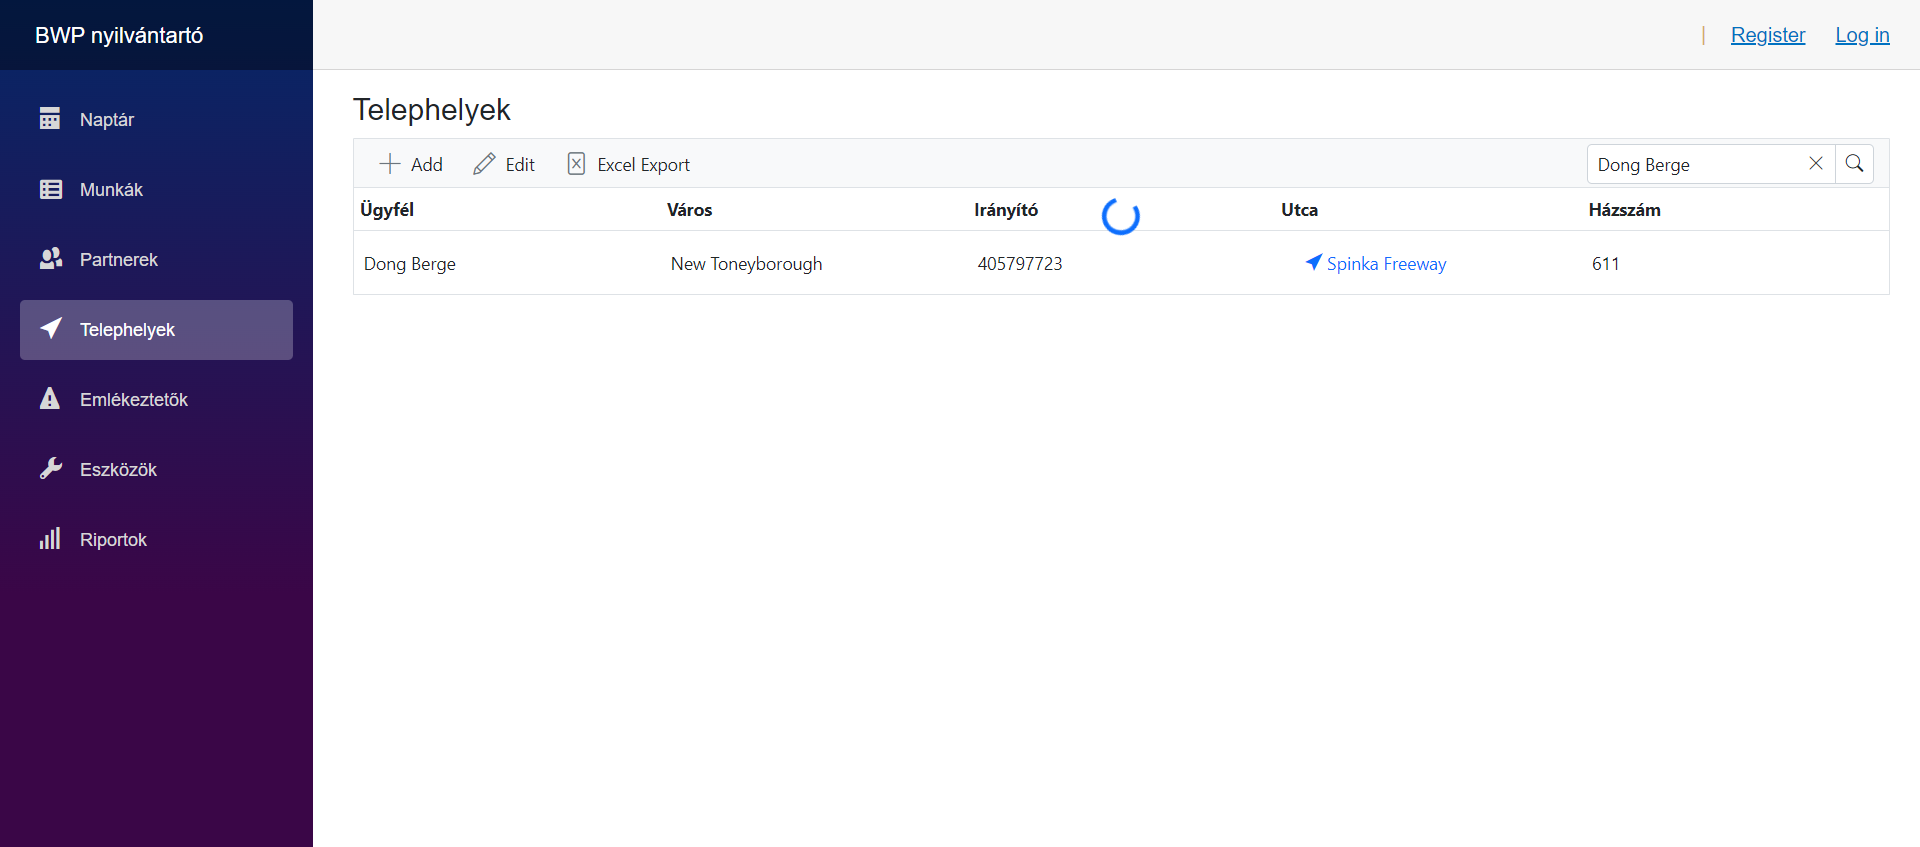 BWP nyilvántartó
| Register Log in
Naptár
Munkák
Partnerek
Telephelyek
Emlékeztetők
Eszközök
Riportok
Telephelyek
Add Edit Excel Export Dong Berge
Ügyfél Város Irányító Utca Házszám
Dong Berge New Toneyborough 405797723 Spinka Freeway 611